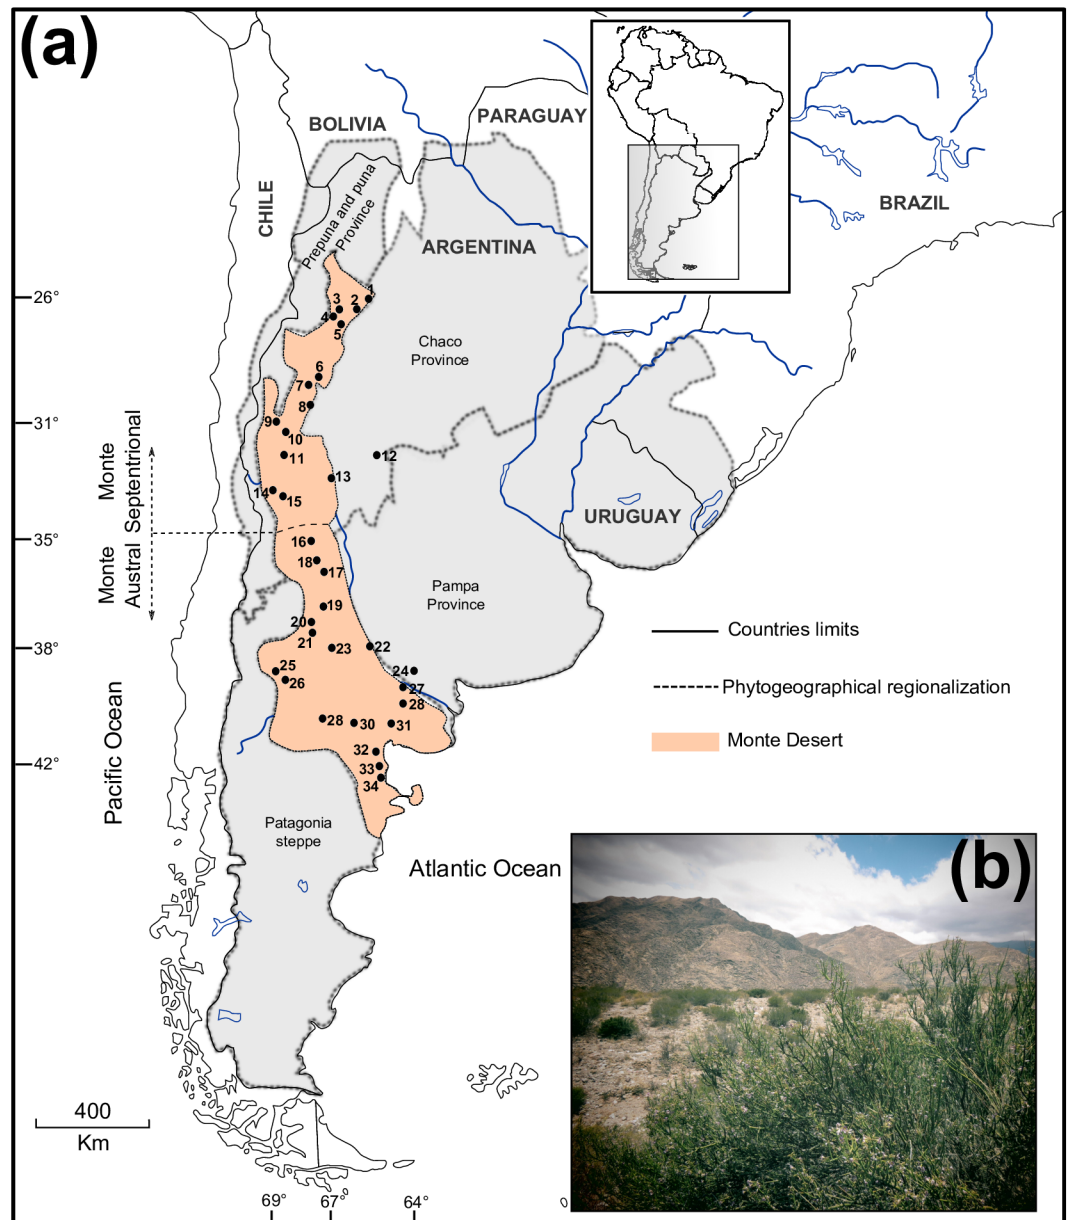 (a)
BOLIVIA
PARAGUAY
CHILE
Prepuna and puna
Province
ARGENTINA
BRAZIL
26°
1
3
2
4
5
Chaco
Province
6
7
8
31°
9
10
11
12
13
14
15
Monte
Septentrional
URUGUAY
35°
16
18
17
Monte
Austral
Pampa
Province
19
20
21
38°
23
22
25
24
26
27
28
28
30
31
32
33
34
42°
Countries limits
Phytogeographical regionalization
Monte Desert
Pacific Ocean
Patagonia
steppe
Atlantic Ocean
(b)
400
Km
69°
67°
64°
0